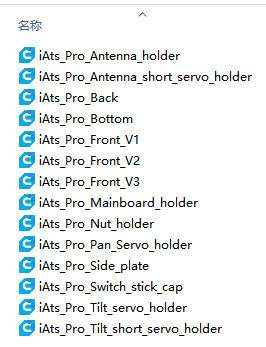 名称
iAts_Pro_Antenna_holder
iAts_Pro_Antenna_short_servo_holder
iAts_Pro_Back
iAts_Pro_Bottom
iAts_Pro_Front_V1
iAts_Pro_Front_V2
iAts_Pro_Front_V3
iAts_Pro_Mainboard_holder
iAts_Pro_Nut_holder
iAts_Pro_Pan_Servo_holder
iAts_Pro_Side_plate
iAts_Pro_Switch_stick_cap
iAts_Pro_Tilt_servo_holder
iAts_Pro_Tilt_short_servo_holder